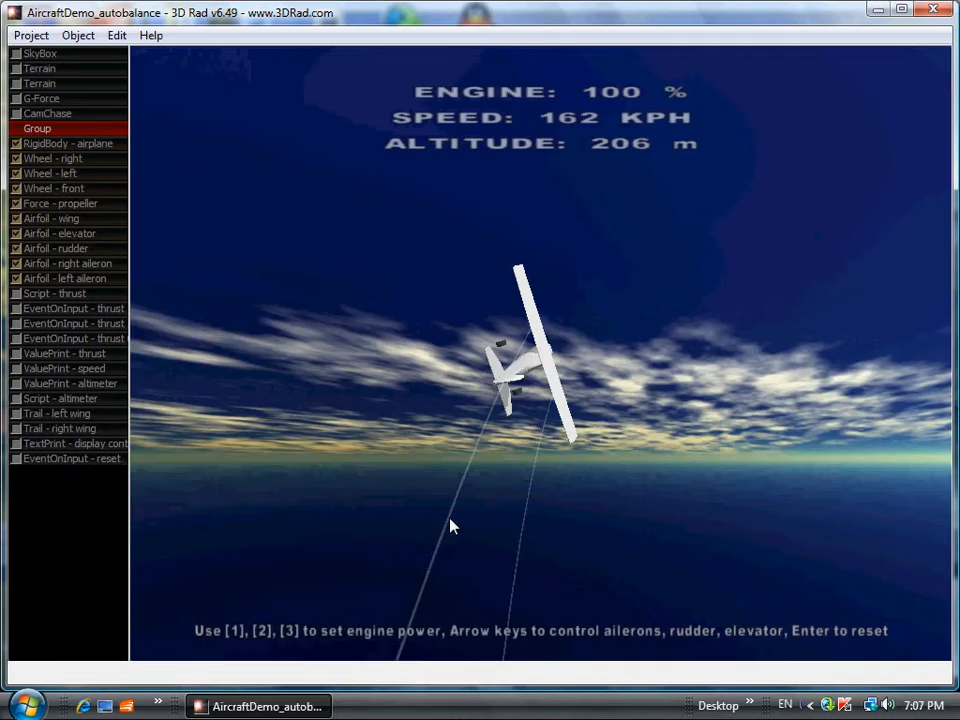 AircraftDemo_autobalance - 3D Rad v6.49 - www.3DRad.com
Project Object Edit Help
SkyBox
Terrain
Terrain
G-Force
CamChase
Group
RigidBody - airplane
Wheel - right
Wheel - left
Wheel - front
Force - propeller
Airfoil - wing
Airfoil - elevator
Airfoil - rudder
Airfoil - right aileron
Airfoil - left aileron
Script - thrust
EventOnInput - thrust
EventOnInput - thrust
EventOnInput - thrust
ValuePrint - thrust
ValuePrint - speed
ValuePrint - altimeter
Script - altimeter
Trail - left wing
Trail - right wing
TextPrint - display cont
EventOnInput - reset
ENGINE: 100 %
SPEED: 162 KPH
ALTITUDE: 206 m
Use [1], [2], [3] to set engine power, Arrow keys to control ailerons, rudder, elevator, Enter to reset
AircraftDemo_autob... Desktop EN 7:07 PM